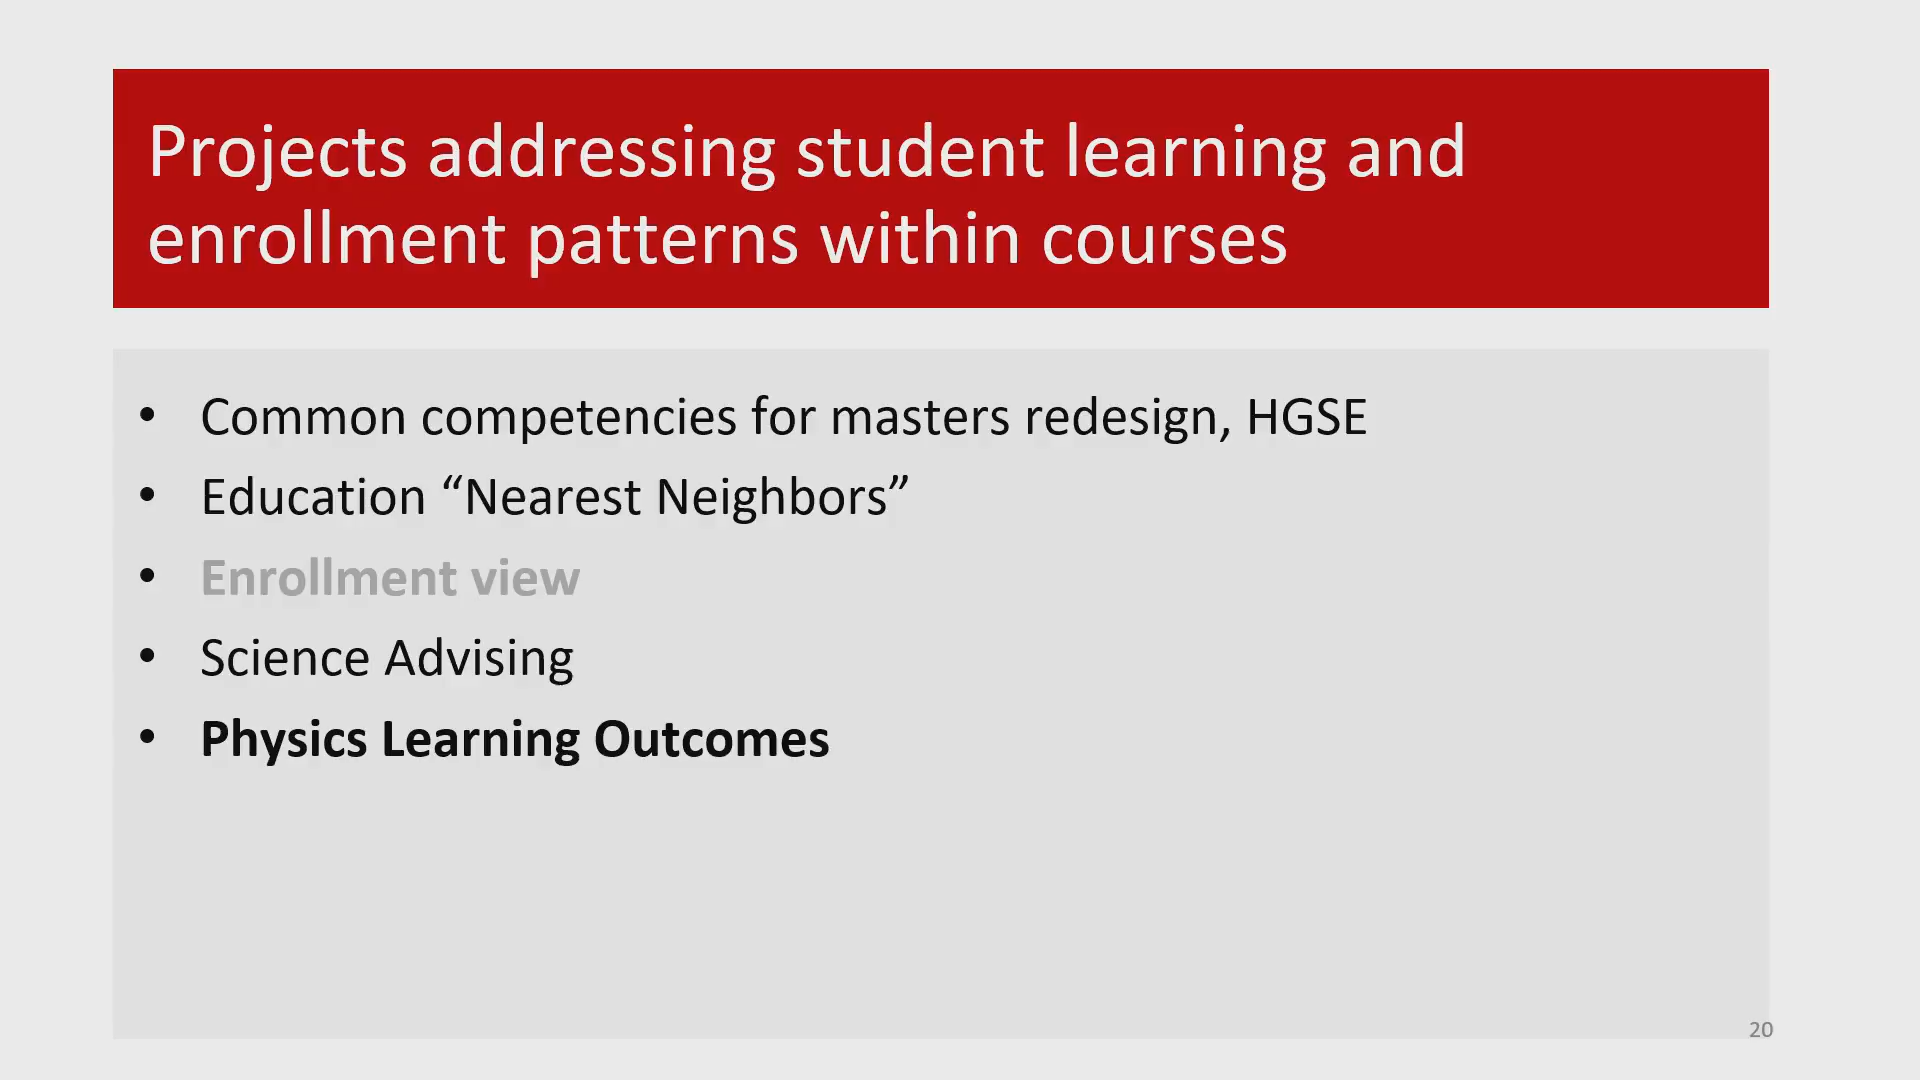 Projects addressing student learning and
enrollment patterns within courses
• Common competencies for masters redesign, HGSE
• Education “Nearest Neighbors”
• Enrollment view
• Science Advising
• Physics Learning Outcomes
20